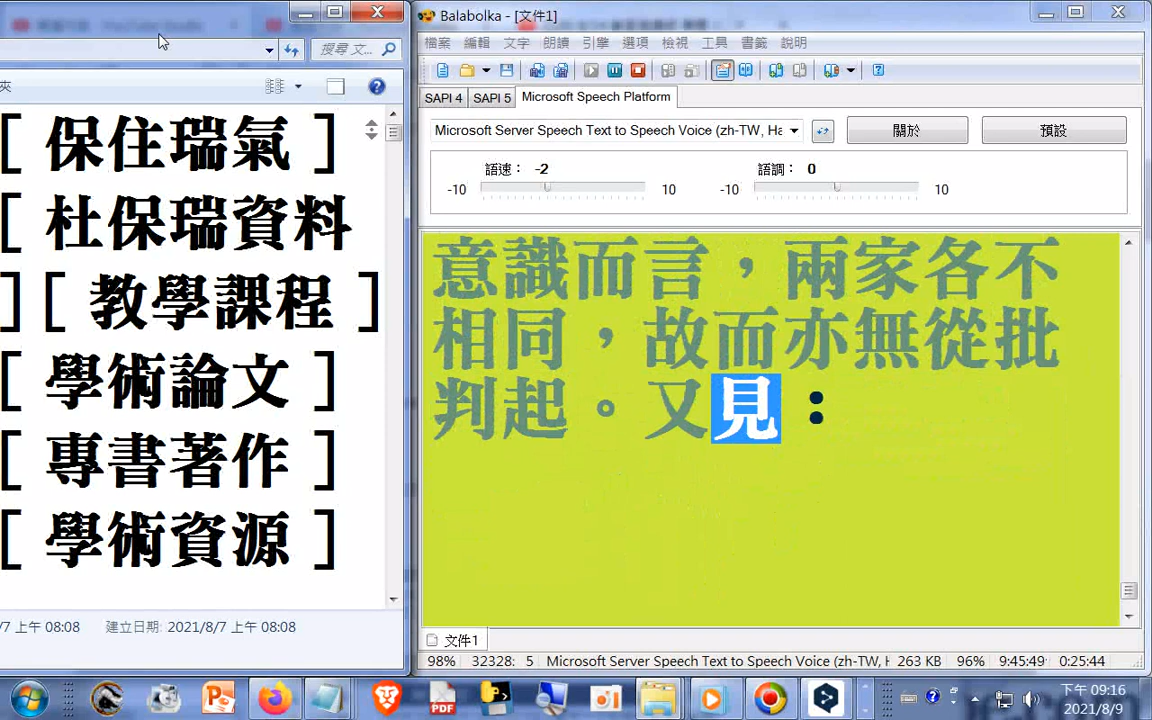 搜尋 文...
夾
[ 保住瑞氣 ]
[ 杜保瑞資料
][ 教學課程 ]
[ 學術論文 ]
[ 專書著作 ]
[ 學術資源 ]
/7 上午 08:08 建立日期: 2021/8/7 上午 08:08
Balabolka - [文件1]
檔案 編輯 文字 朗讀 引擎 選項 檢視 工具 書籤 說明
SAPI 4 SAPI 5 Microsoft Speech Platform
Microsoft Server Speech Text to Speech Voice (zh-TW, Ha
關於 預設
語速： -2 語調： 0
-10 10 -10 10
意識而言，兩家各不
相同，故而亦無從批
判起。又見：
文件1
98% 32328: 5 Microsoft Server Speech Text to Speech Voice (zh-TW, H 263 KB 96% 9:45:49 0:25:44
PDF
下午 09:16
2021/8/9